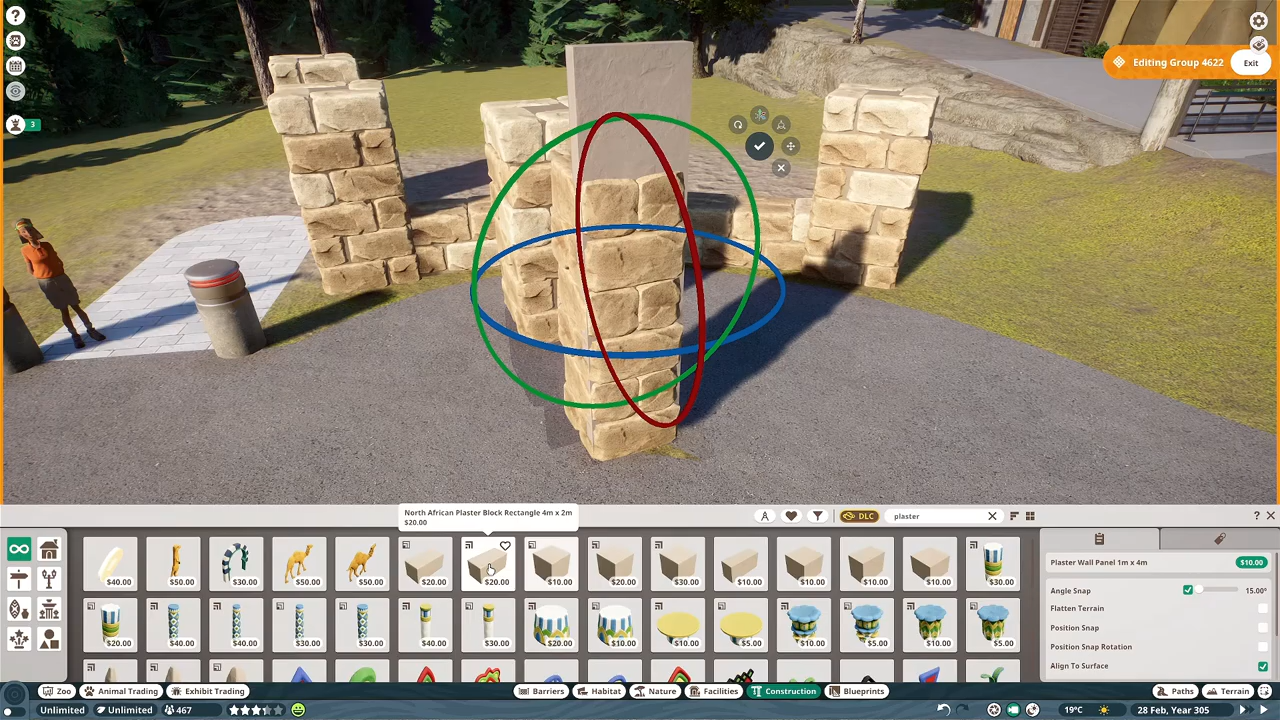 ?
Editing Group 4622
Exit
3
North African Plaster Block Rectangle 4m x 2m
$20.00
DLC
plaster
?
$40.00
$50.00
$30.00
$50.00
$50.00
$20.00
$20.00
$10.00
$20.00
$30.00
$10.00
$10.00
$10.00
$10.00
$30.00
Plaster Wall Panel 1m x 4m
$10.00
Angle Snap
15.00°
Flatten Terrain
Position Snap
Position Snap Rotation
Align To Surface
$20.00
$40.00
$30.00
$40.00
$30.00
$40.00
$30.00
$20.00
$10.00
$30.00
$5.00
$40.00
$5.00
$10.00
$5.00
Zoo
Animal Trading
Exhibit Trading
Barriers
Habitat
Nature
Facilities
Construction
Blueprints
Paths
Terrain
Unlimited
Unlimited
467
19°C
28 Feb, Year 305